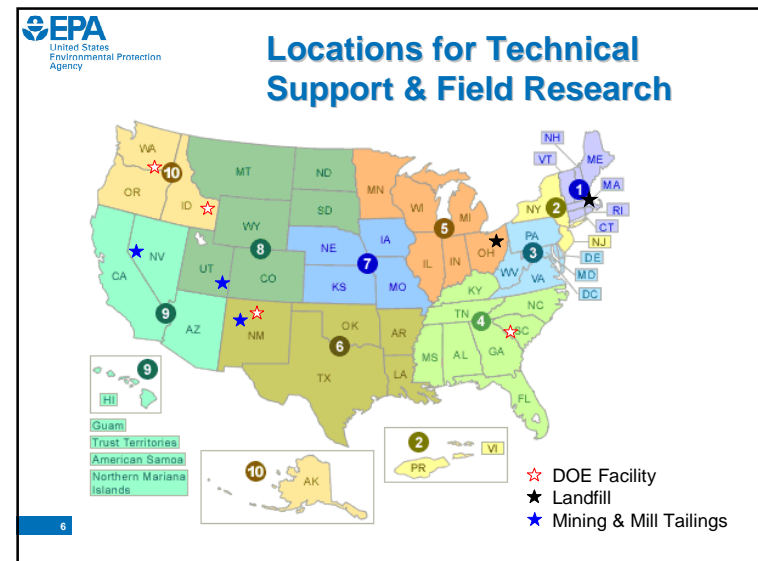 EPA
United States
Environmental Protection
Agency
Locations for Technical
Support & Field Research
WA
10
OR
ID
MT
ND
SD
WY
8
UT
CO
CA
NV
9
AZ
NE
IA
7
KS
MO
NM
OK
6
AR
TX
LA
MN
WI
MI
5
IL
IN
OH
KY
TN
4
NC
SC
MS
AL
GA
FL
PA
3
WV
VA
NY
2
NH
VT
ME
1
MA
RI
CT
NJ
DE
MD
DC
9
HI
Guam
Trust Territories
American Samoa
Northern Mariana
Islands
10
AK
2
VI
PR
DOE Facility
Landfill
Mining & Mill Tailings
6